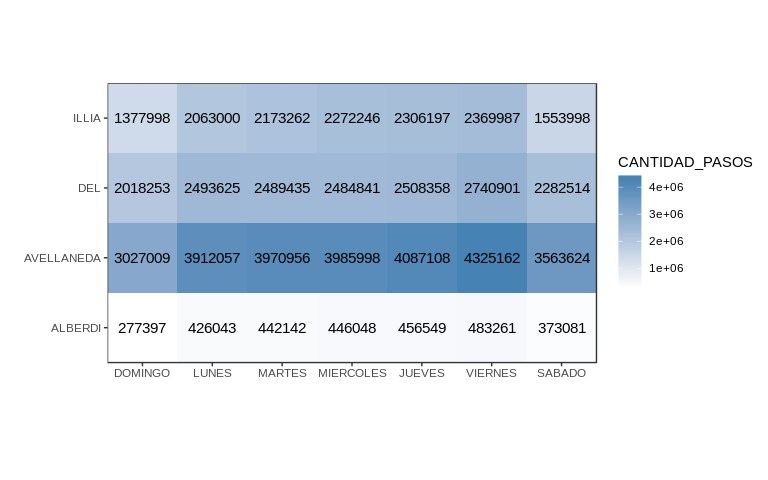 ILLIA 1377998 2063000 2173262 2272246 2306197 2369987 1553998
DEL 2018253 2493625 2489435 2484841 2508358 2740901 2282514
AVELLANEDA 3027009 3912057 3970956 3985998 4087108 4325162 3563624
ALBERDI 277397 426043 442142 446048 456549 483261 373081
DOMINGO LUNES MARTES MIERCOLES JUEVES VIERNES SABADO
CANTIDAD_PASOS
4e+06
3e+06
2e+06
1e+06